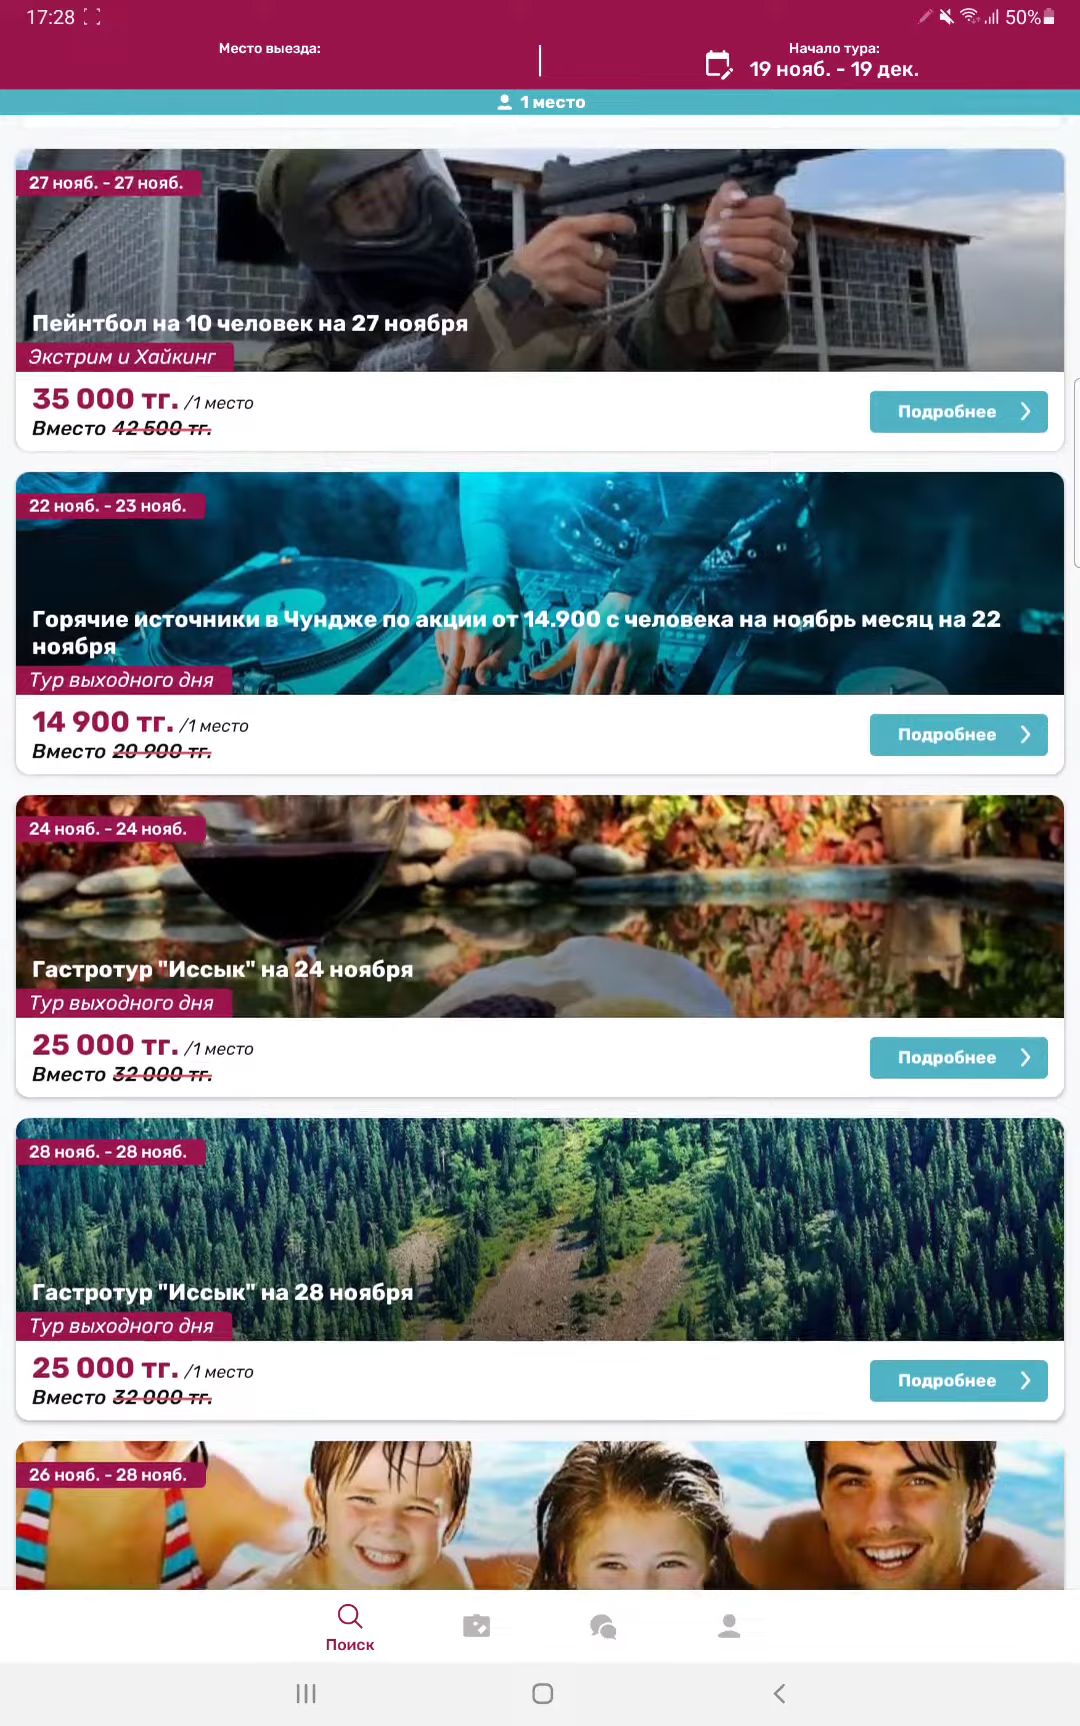 17:28
50%
Место выезда:
Начало тура:
19 нояб. - 19 дек.
1 место
27 нояб. - 27 нояб.
Пейнтбол на 10 человек на 27 ноября
Экстрим и Хайкинг
35 000 тг. /1 место
Вместо 42 500 тг.
Подробнее
22 нояб. - 23 нояб.
Горячие источники в Чундже по акции от 14.900 с человека на ноябрь месяц на 22
ноября
Тур выходного дня
14 900 тг. /1 место
Вместо 20 900 тг.
Подробнее
24 нояб. - 24 нояб.
Гастротур "Иссык" на 24 ноября
Тур выходного дня
25 000 тг. /1 место
Вместо 32 000 тг.
Подробнее
28 нояб. - 28 нояб.
Гастротур "Иссык" на 28 ноября
Тур выходного дня
25 000 тг. /1 место
Вместо 32 000 тг.
Подробнее
26 нояб. - 28 нояб.
Поиск